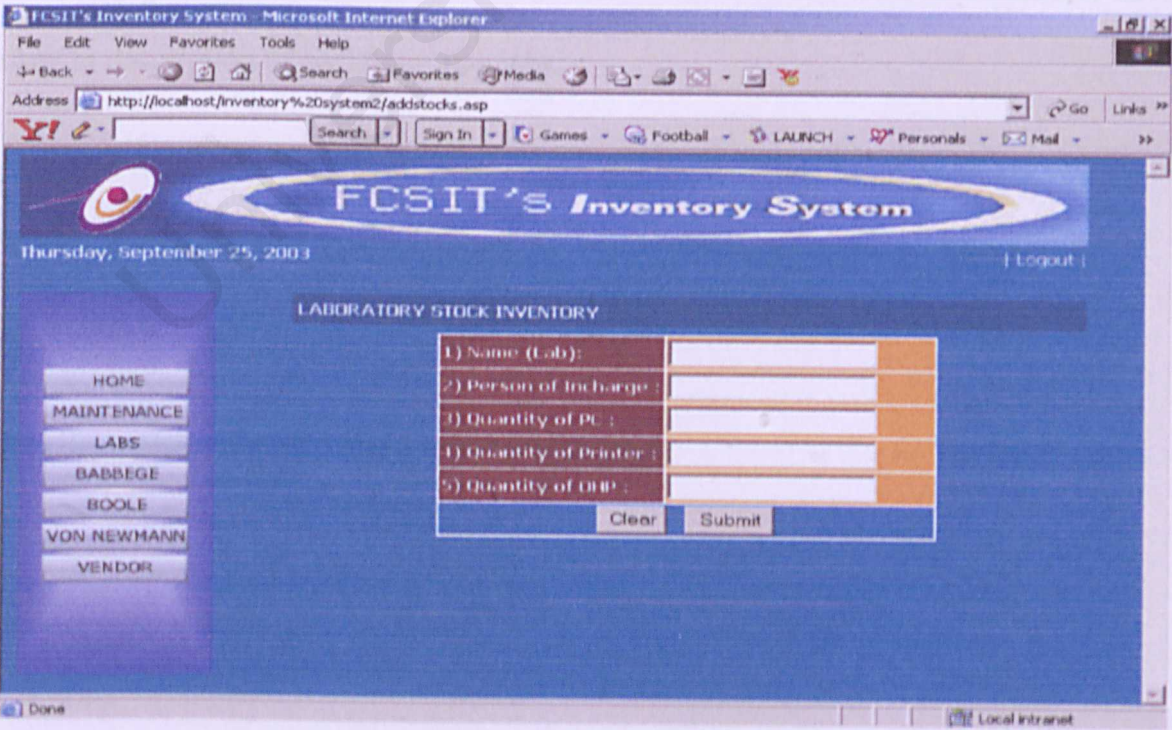 FCSIT's Inventory System - Microsoft Internet Explorer
File Edit View Favorites Tools Help
Back Search Favorites Media
Address http://localhost/inventory%20system2/addstocks.asp Go Links »
Y! Search Sign In Games Football LAUNCH Personals Mail »
FCSIT's Inventory System
Thursday, September 25, 2003 | Logout |
LABORATORY STOCK INVENTORY
1) Name (Lab):
2) Person of Incharge :
3) Quantity of PC :
4) Quantity of Printer :
5) Quantity of OHP :
Clear Submit
HOME
MAINTENANCE
LABS
BABBEGE
BOOLE
VON NEWMANN
VENDOR
Done Local intranet